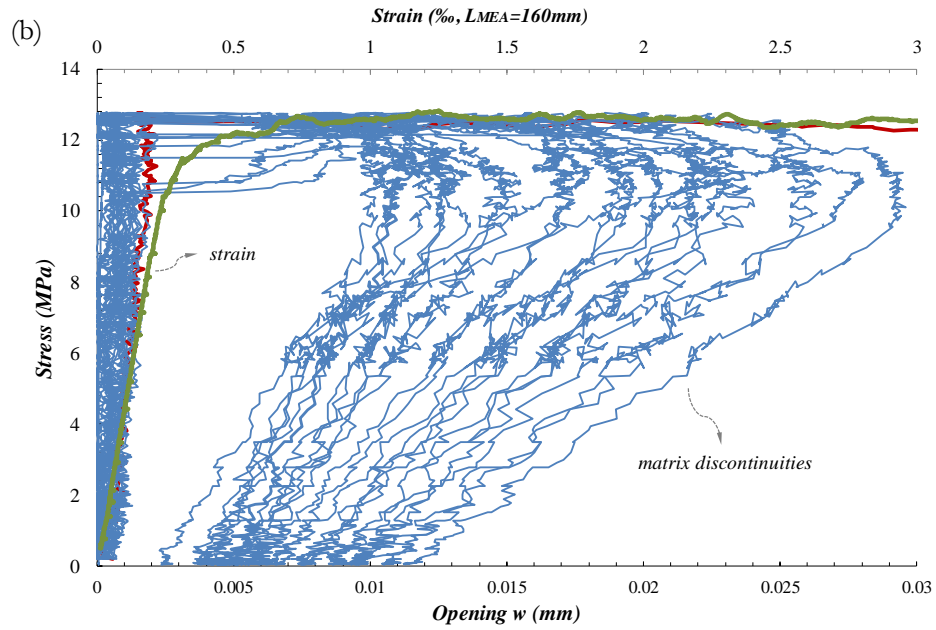 (b)
Strain (‰, LMEA=160mm)
0 0.5 1 1.5 2 2.5 3
14
12
10
8
6
4
2
0
Stress (MPa)
strain
matrix discontinuities
0 0.005 0.01 0.015 0.02 0.025 0.03
Opening w (mm)